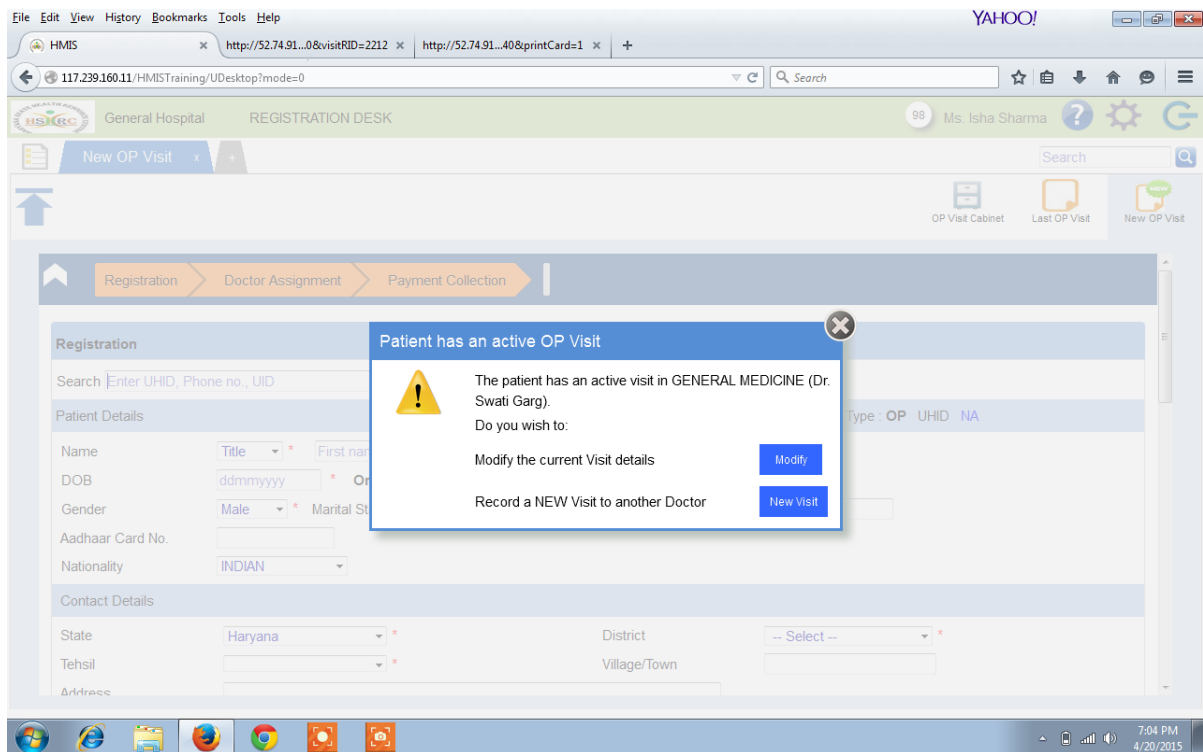 File Edit View History Bookmarks Tools Help YAHOO!
HMIS × http://52.74.91...0&visitRID=2212 × http://52.74.91...40&printCard=1 × +
117.239.160.11/HMISTraining/UDesktop?mode=0 Search
HSHRC General Hospital REGISTRATION DESK 98 Ms. Isha Sharma ?
New OP Visit x + Search
NEW
OP Visit Cabinet Last OP Visit New OP Visit
Registration Doctor Assignment Payment Collection
Registration
Search Enter UHID, Phone no., UID
Patient has an active OP Visit
The patient has an active visit in GENERAL MEDICINE (Dr.
Swati Garg).
Do you wish to:
Modify the current Visit details Modify
Record a NEW Visit to another Doctor New Visit
Patient Details Type : OP UHID NA
Name Title * First nam
DOB ddmmyyyy * Or
Gender Male * Marital St
Aadhaar Card No.
Nationality INDIAN
Contact Details
State Haryana * District -- Select -- *
Tehsil * Village/Town
Address
7:04 PM
4/20/2015